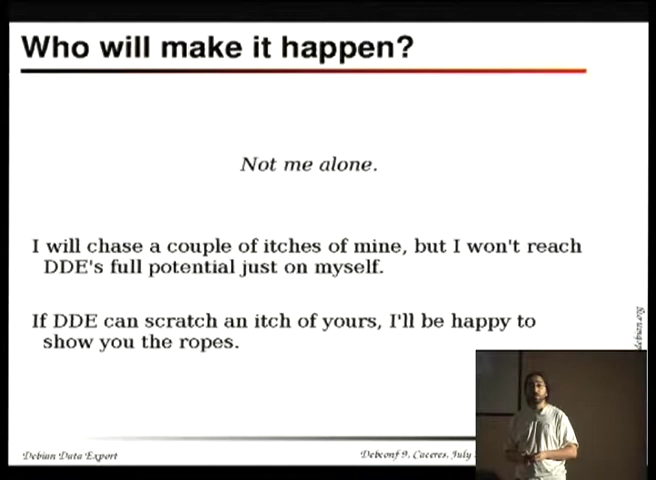 Who will make it happen?
Not me alone.
I will chase a couple of itches of mine, but I won't reach
DDE's full potential just on myself.
If DDE can scratch an itch of yours, I'll be happy to
show you the ropes.
debian.org
Debian Data Export
Debconf 9, Caceres, July